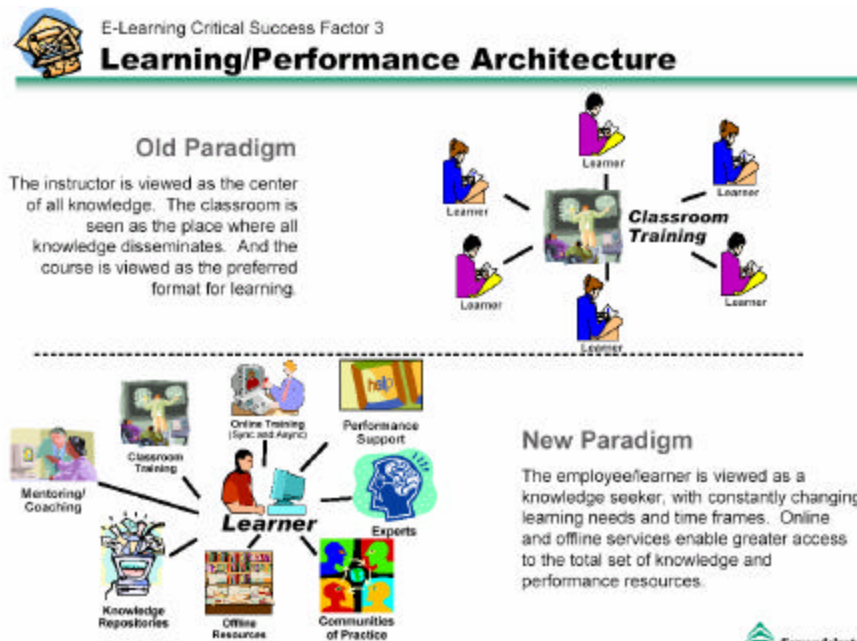 E-Learning Critical Success Factor 3
Learning/Performance Architecture
Old Paradigm
The instructor is viewed as the center
of all knowledge. The classroom is
seen as the place where all
knowledge disseminates. And the
course is viewed as the preferred
format for learning.
Learner
Learner
Learner
Classroom
Training
Learner
Learner
Learner
Online Training
(Sync and Async)
help
Performance
Support
Classroom
Training
Mentoring/
Coaching
Learner
Experts
Knowledge
Repositories
Offline
Resources
Communities
of Practice
New Paradigm
The employee/learner is viewed as a
knowledge seeker, with constantly changing
learning needs and time frames. Online
and offline services enable greater access
to the total set of knowledge and
performance resources.